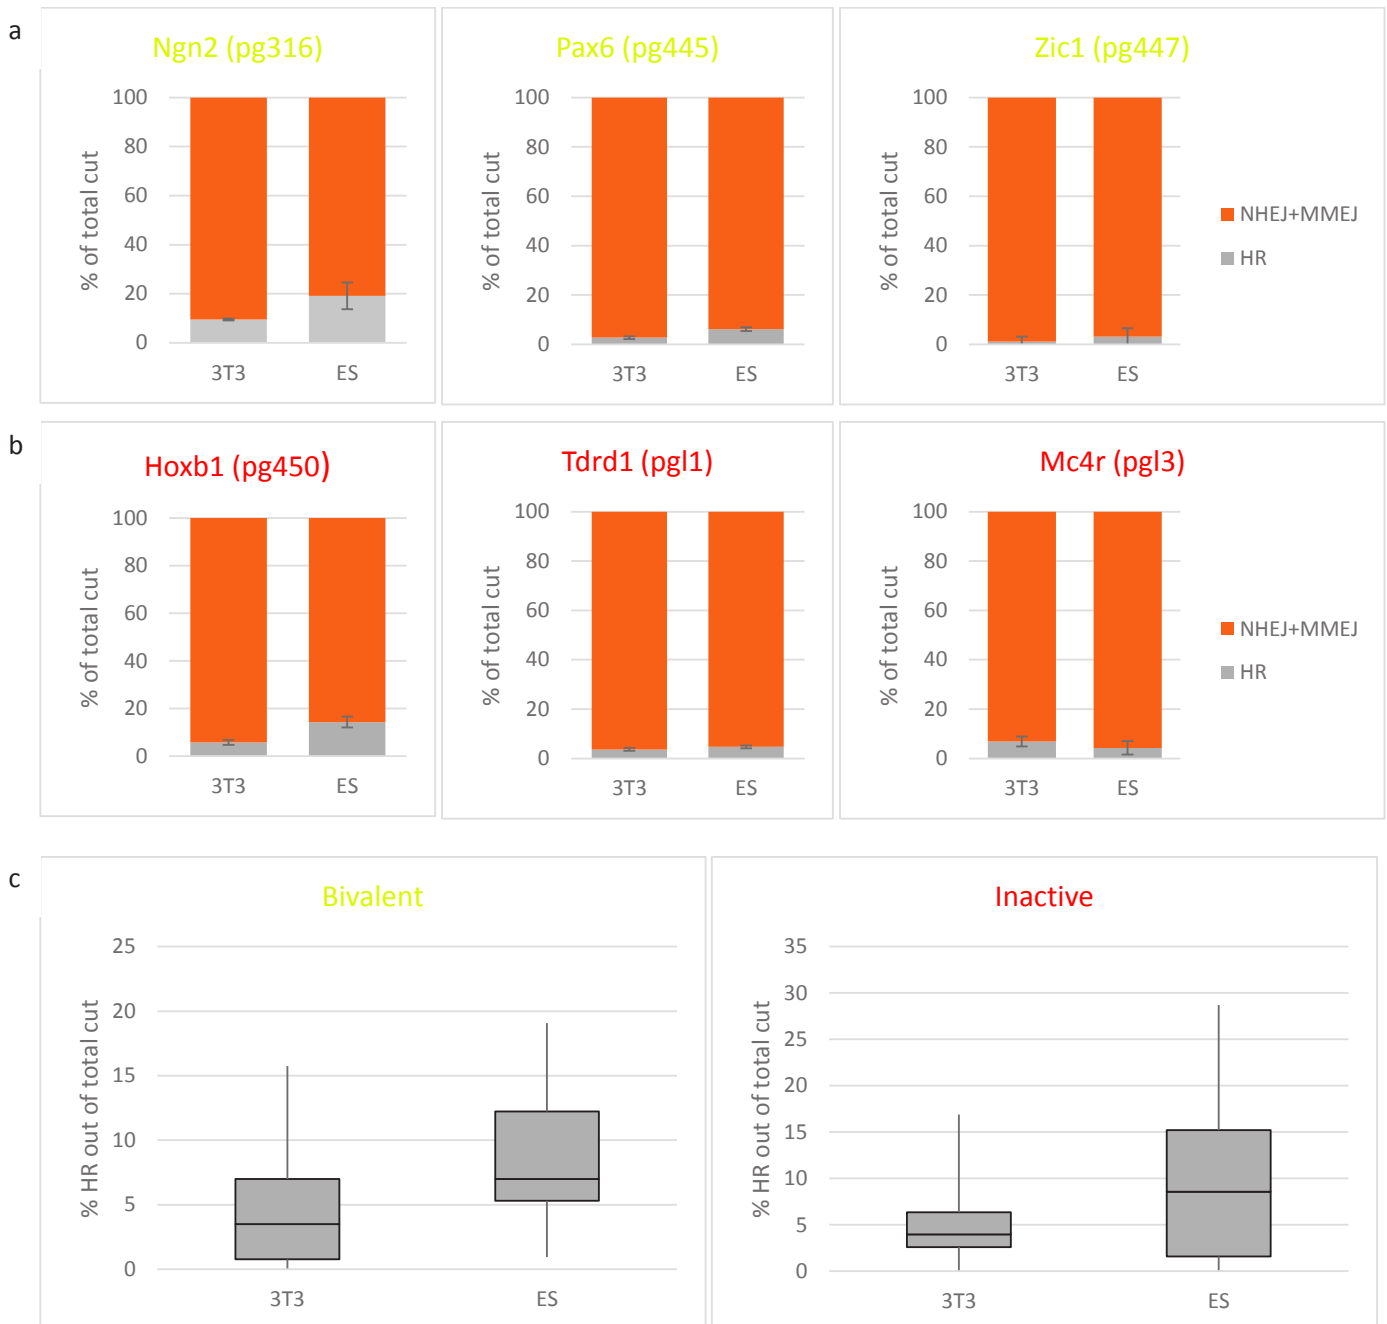 a
Ngn2 (pg316)
% of total cut
100
80
60
40
20
0
3T3
ES
Pax6 (pg445)
% of total cut
100
80
60
40
20
0
3T3
ES
Zic1 (pg447)
% of total cut
100
80
60
40
20
0
3T3
ES
NHEJ+MMEJ
HR
b
Hoxb1 (pg450)
% of total cut
100
80
60
40
20
0
3T3
ES
Tdrd1 (pgl1)
% of total cut
100
80
60
40
20
0
3T3
ES
Mc4r (pgl3)
% of total cut
100
80
60
40
20
0
3T3
ES
NHEJ+MMEJ
HR
c
Bivalent
% HR out of total cut
25
20
15
10
5
0
3T3
ES
Inactive
% HR out of total cut
35
30
25
20
15
10
5
0
3T3
ES